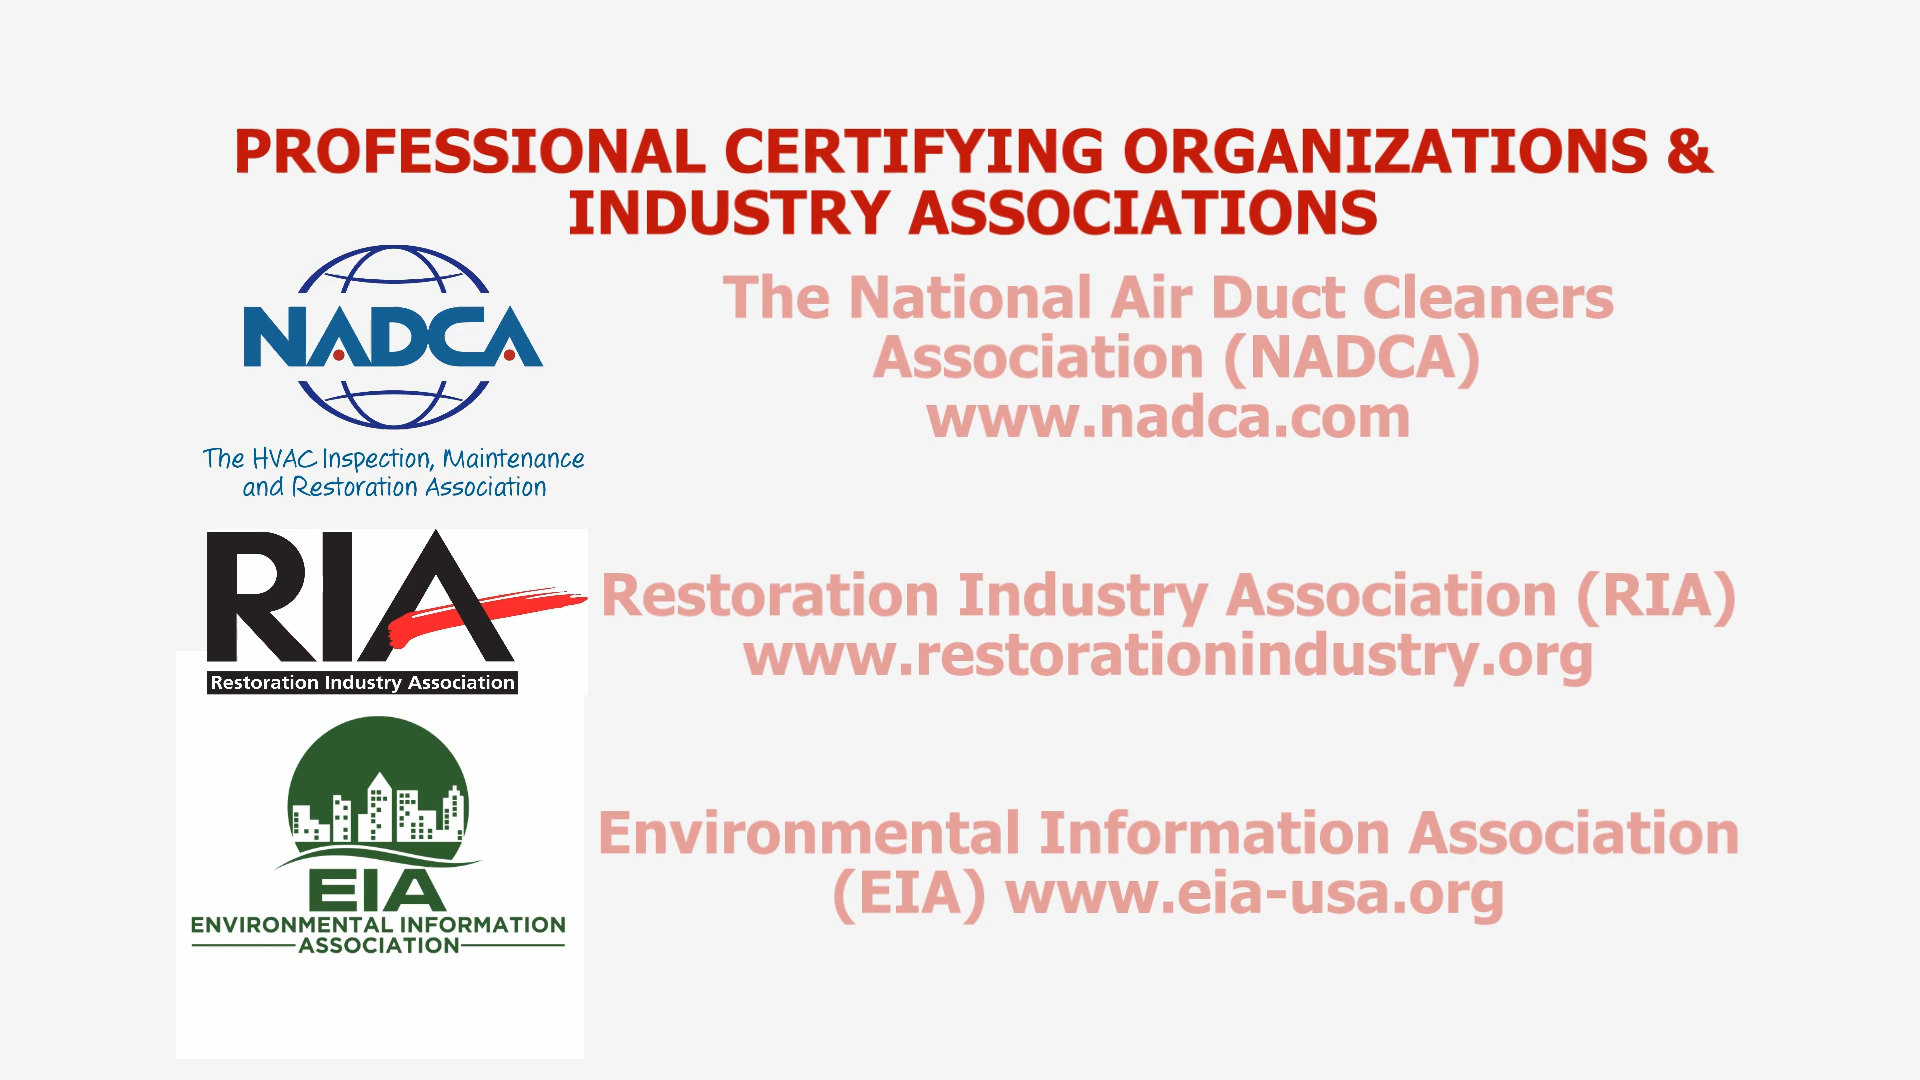 PROFESSIONAL CERTIFYING ORGANIZATIONS &
INDUSTRY ASSOCIATIONS
NADCA
The HVAC Inspection, Maintenance
and Restoration Association
The National Air Duct Cleaners
Association (NADCA)
www.nadca.com
RIA
Restoration Industry Association
Restoration Industry Association (RIA)
www.restorationindustry.org
EIA
ENVIRONMENTAL INFORMATION
ASSOCIATION
Environmental Information Association
(EIA) www.eia-usa.org